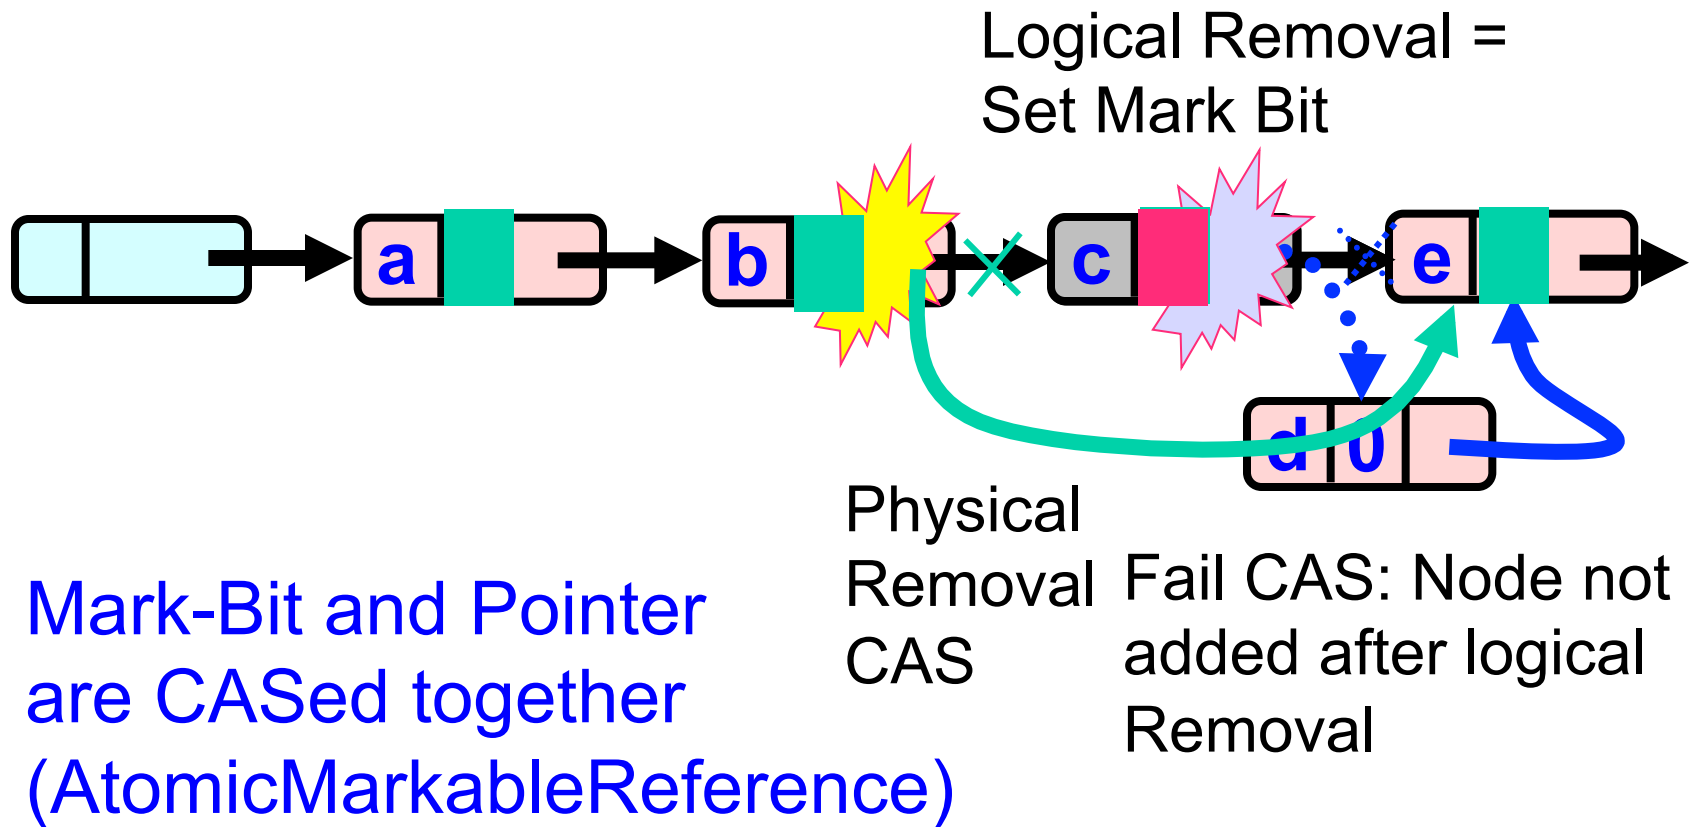 Logical Removal =
Set Mark Bit
a
b
c
e
d 0
Physical
Removal
CAS
Fail CAS: Node not
added after logical
Removal
Mark-Bit and Pointer
are CASed together
(AtomicMarkableReference)